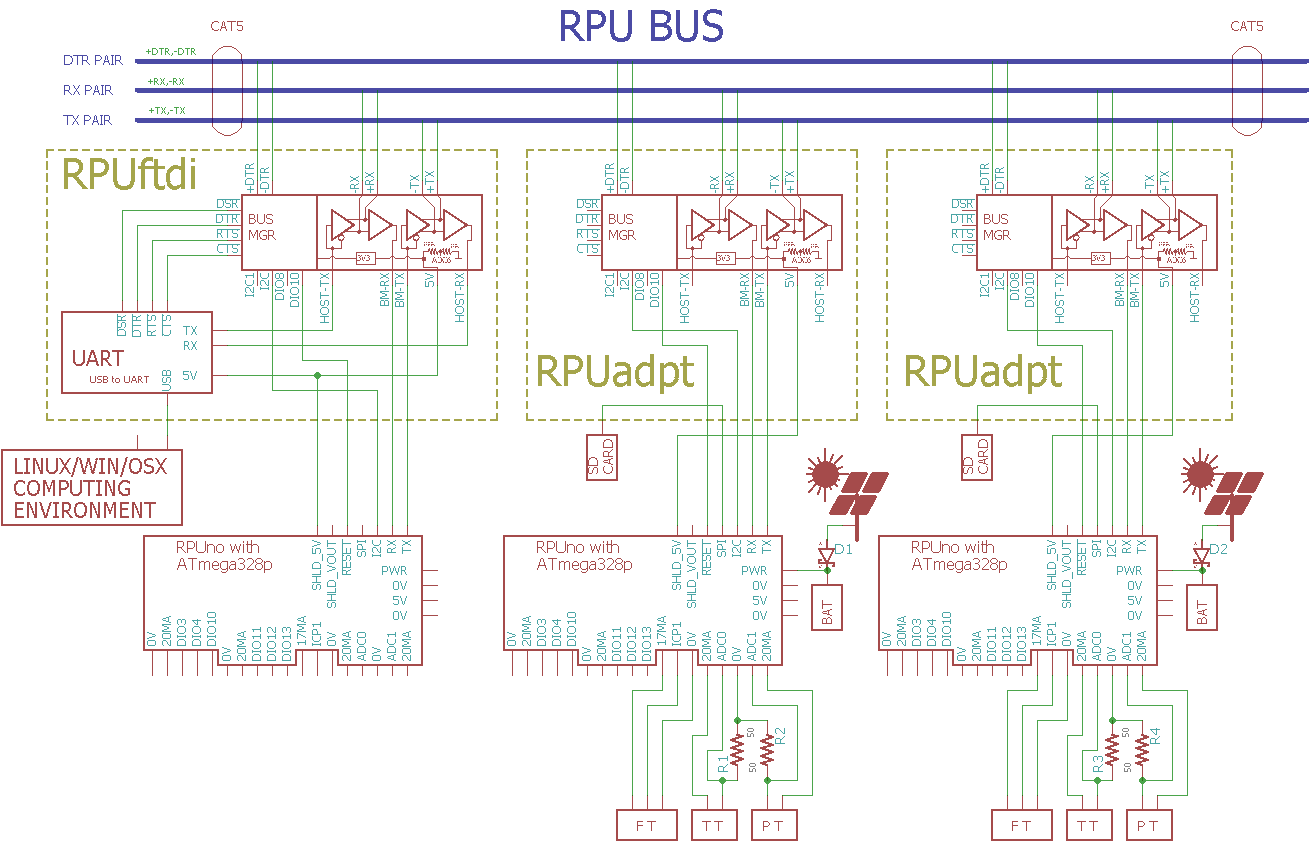 RPU BUS
CAT5
CAT5
DTR PAIR
+DTR,-DTR
RX PAIR
+RX,-RX
TX PAIR
+TX,-TX
RPUftdi
+DTR
-DTR
-RX
+RX
-TX
+TX
DSR
DTR
RTS
CTS
BUS
MGR
3V3
ADC6
I2C1
I2C
DIO8
DIO10
HOST-TX
BM-RX
BM-TX
5V
HOST-RX
DSR
DTR
RTS
CTS
TX
RX
UART
USB to UART
USB
5V
LINUX/WIN/OSX
COMPUTING
ENVIRONMENT
+DTR
-DTR
-RX
+RX
-TX
+TX
DSR
DTR
RTS
CTS
BUS
MGR
3V3
ADC6
I2C1
I2C
DIO8
DIO10
HOST-TX
BM-RX
BM-TX
5V
HOST-RX
RPUadpt
SD
CARD
+DTR
-DTR
-RX
+RX
-TX
+TX
DSR
DTR
RTS
CTS
BUS
MGR
3V3
ADC6
I2C1
I2C
DIO8
DIO10
HOST-TX
BM-RX
BM-TX
5V
HOST-RX
RPUadpt
SD
CARD
RPUno with
ATmega328p
SHLD_5V
SHLD_VOUT
RESET
SPI
I2C
RX
TX
PWR
0V
5V
0V
0V
20MA
DIO3
DIO4
DIO10
0V
20MA
DIO11
DIO12
DIO13
17MA
ICP1
0V
20MA
ADC0
0V
ADC1
20MA
RPUno with
ATmega328p
SHLD_5V
SHLD_VOUT
RESET
SPI
I2C
RX
TX
PWR
0V
5V
0V
D1
BAT
0V
20MA
DIO3
DIO4
DIO10
0V
20MA
DIO11
DIO12
DIO13
17MA
ICP1
0V
20MA
ADC0
0V
ADC1
20MA
R1
50
50
R2
FT
TT
PT
RPUno with
ATmega328p
SHLD_5V
SHLD_VOUT
RESET
SPI
I2C
RX
TX
PWR
0V
5V
0V
D2
BAT
0V
20MA
DIO3
DIO4
DIO10
0V
20MA
DIO11
DIO12
DIO13
17MA
ICP1
0V
20MA
ADC0
0V
ADC1
20MA
R3
50
50
R4
FT
TT
PT